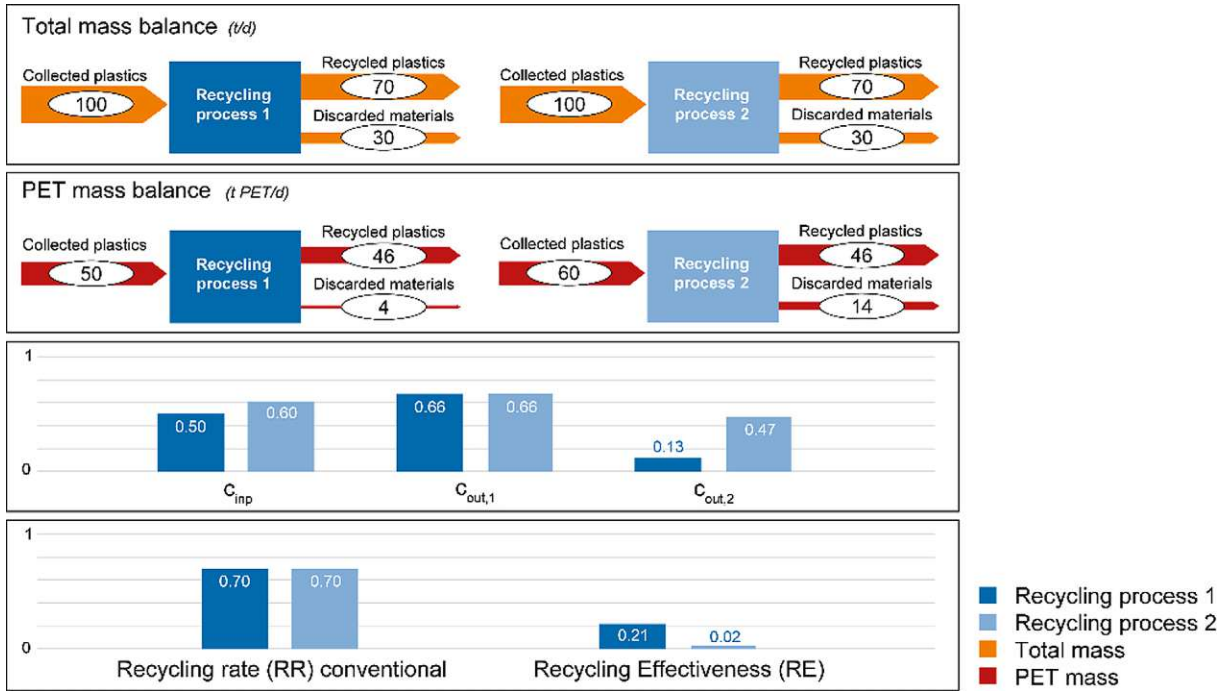 Total mass balance (t/d)
Collected plastics
100
Recycling
process 1
Recycled plastics
70
Discarded materials
30
Collected plastics
100
Recycling
process 2
Recycled plastics
70
Discarded materials
30
PET mass balance (t PET/d)
Collected plastics
50
Recycling
process 1
Recycled plastics
46
Discarded materials
4
Collected plastics
60
Recycling
process 2
Recycled plastics
46
Discarded materials
14
1
0.50
0.60
0.66
0.66
0.13
0.47
0
Cinp
Cout,1
Cout,2
1
0.70
0.70
0.21
0.02
0
Recycling rate (RR) conventional
Recycling Effectiveness (RE)
Recycling process 1
Recycling process 2
Total mass
PET mass